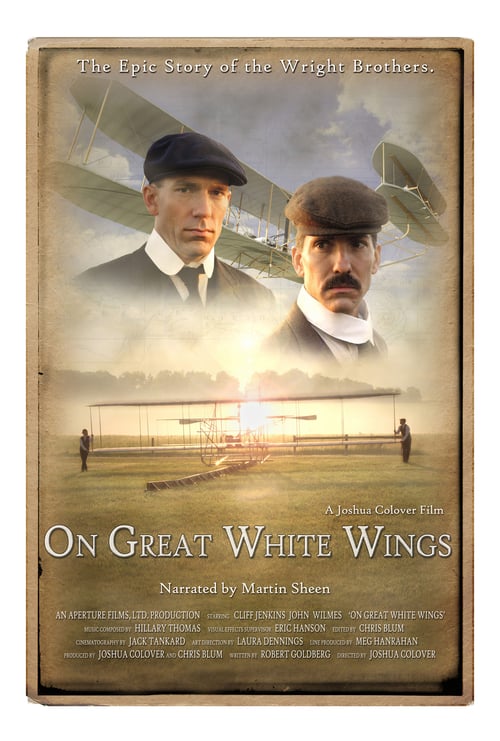 The Epic Story of the Wright Brothers.
A Joshua Colover Film
ON GREAT WHITE WINGS
Narrated by Martin Sheen
AN APERTURE FILMS, LTD. PRODUCTION STARRING CLIFF JENKINS JOHN WILMES 'ON GREAT WHITE WINGS'
MUSIC COMPOSED BY HILLARY THOMAS VISUAL EFFECTS SUPERVISOR ERIC HANSON EDITED BY CHRIS BLUM
CINEMATOGRAPHY BY JACK TANKARD ART DIRECTION BY LAURA DENNINGS LINE PRODUCED BY MEG HANRAHAN
PRODUCED BY JOSHUA COLOVER AND CHRIS BLUM WRITTEN BY ROBERT GOLDBERG DIRECTED BY JOSHUA COLOVER